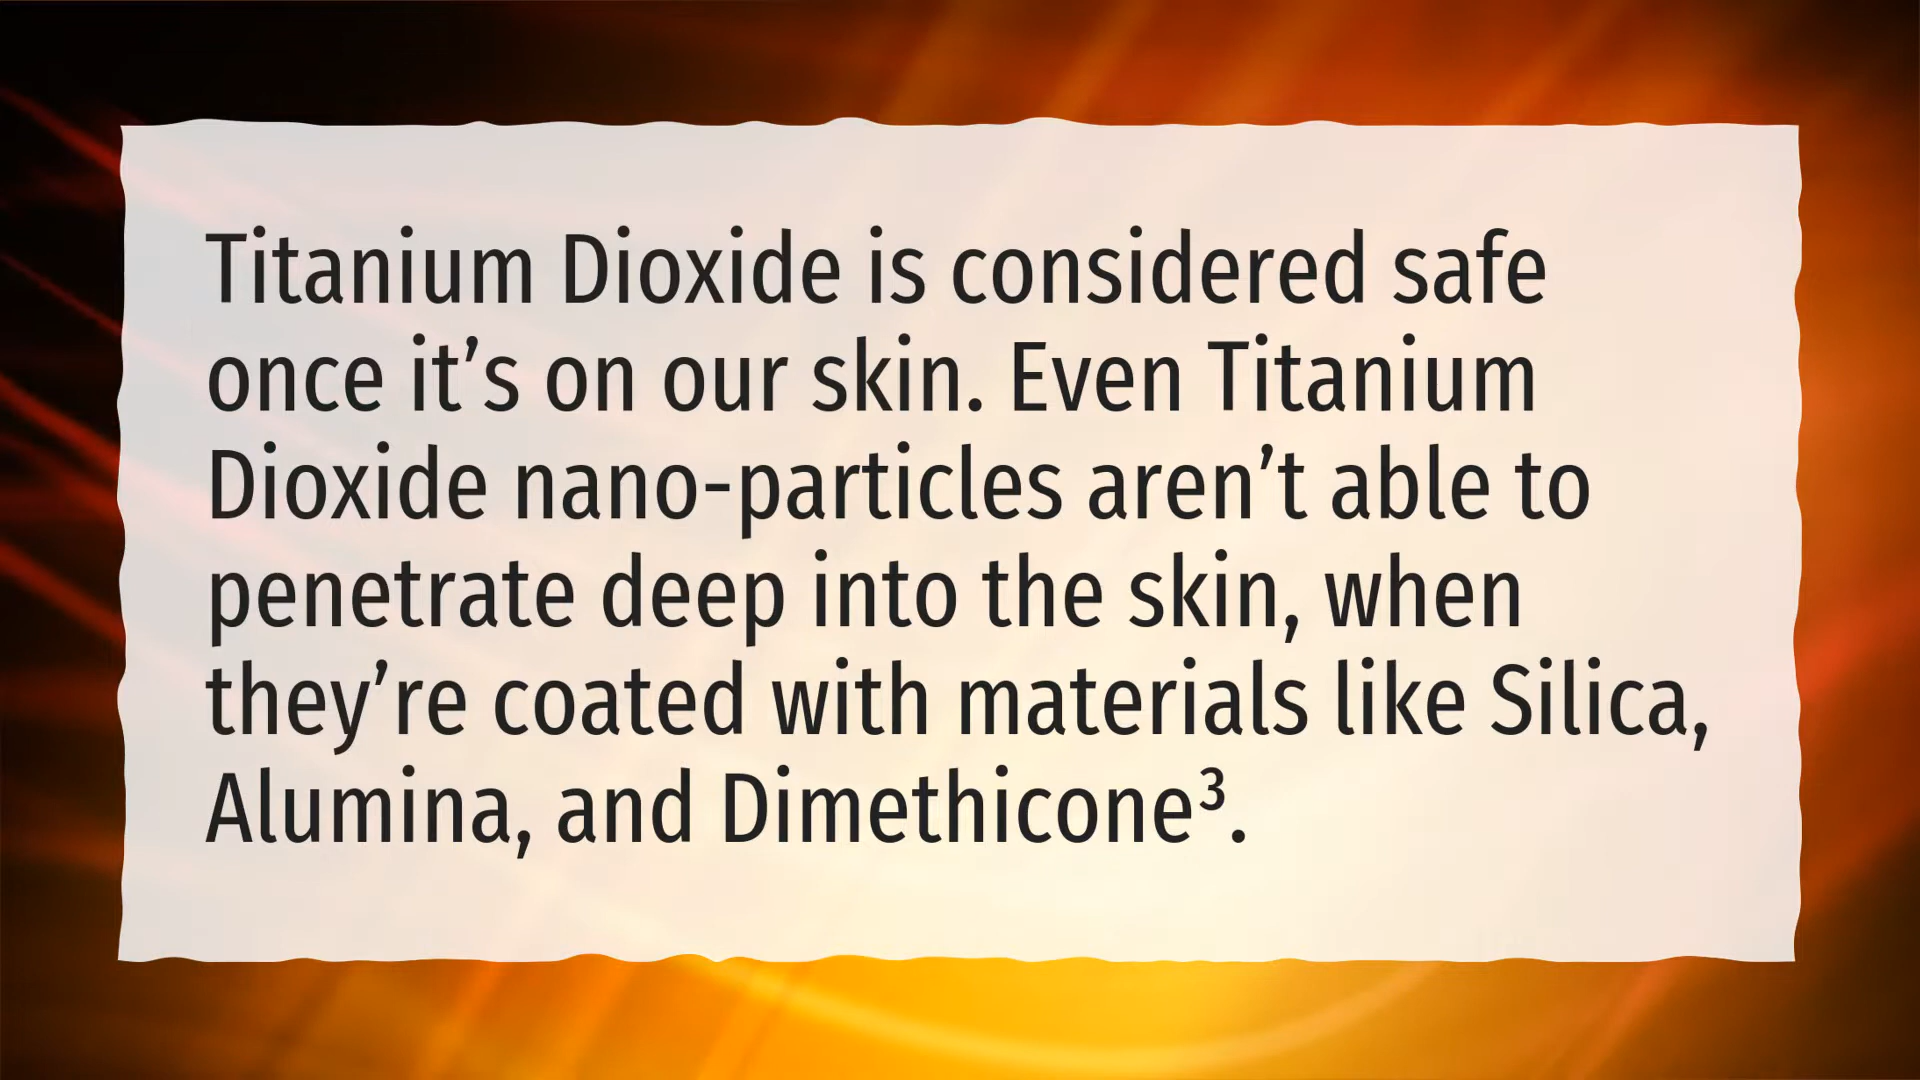 Titanium Dioxide is considered safe
once it’s on our skin. Even Titanium
Dioxide nano-particles aren’t able to
penetrate deep into the skin, when
they’re coated with materials like Silica,
Alumina, and Dimethicone³.